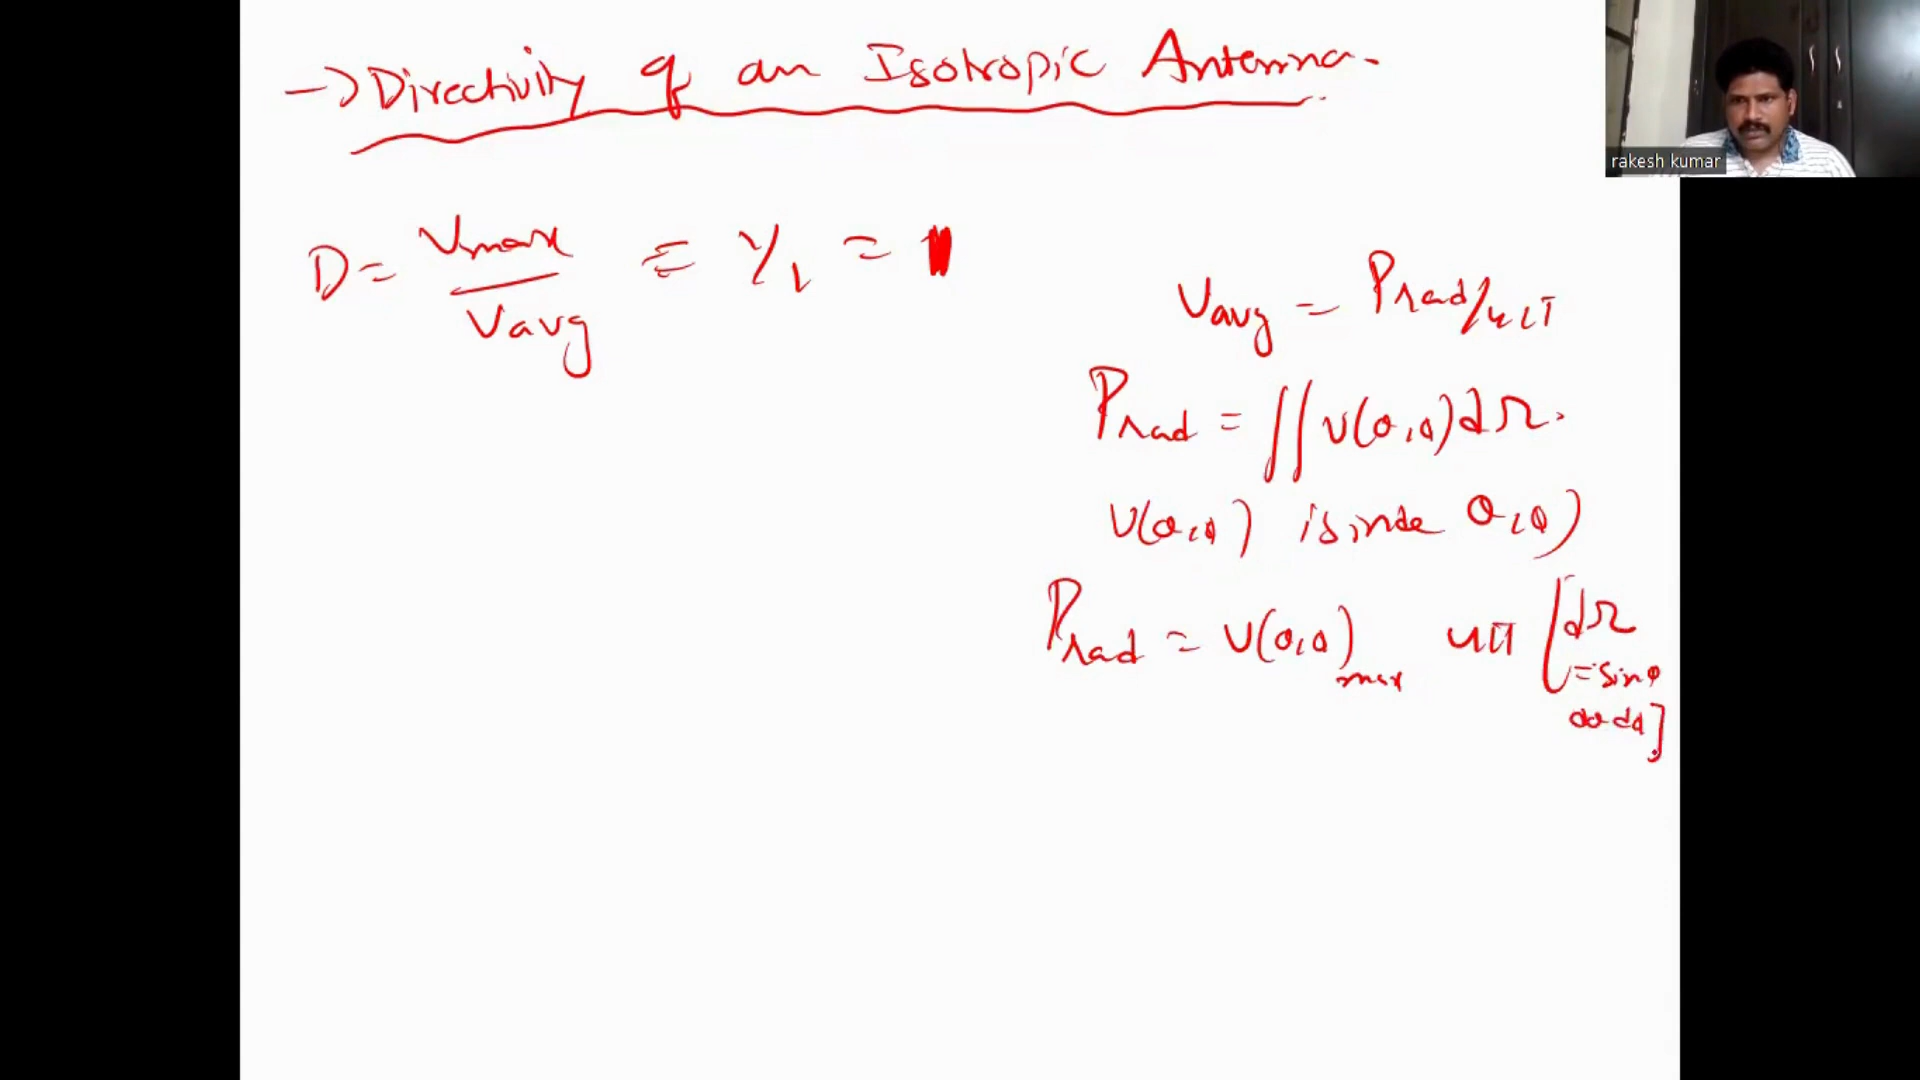 → Directivity of an Isotropic Antenna.
rakesh kumar
D = Umax / Uavg = 1/1 = 1
Uavg = Prad/4π
Prad = ∬ U(θ,φ) dΩ.
U(θ,φ) is inde θ,φ)
Prad = U(θ,φ)max 4π [dΩ
= sinθ
dθ dφ]